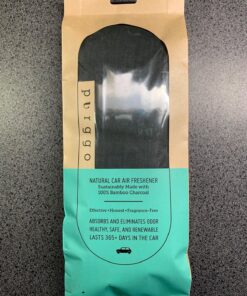 purggo
NATURAL CAR AIR FRESHENER
Sustainably Made with
100% Bamboo Charcoal
Effective•Honest•Fragrance-Free
ABSORBS AND ELIMINATES ODOR
HEALTHY, SAFE, AND RENEWABLE
LASTS 365+ DAYS IN THE CAR